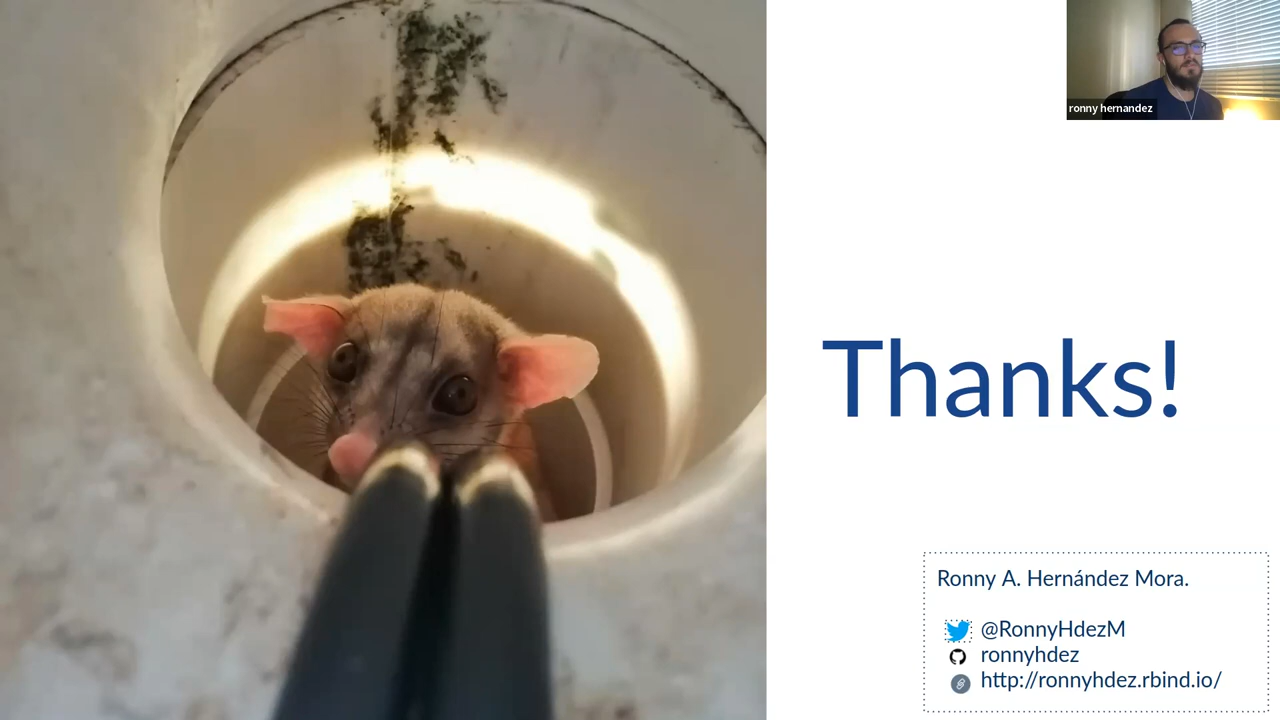 ronny hernandez
Thanks!
Ronny A. Hernández Mora.
@RonnyHdezM
ronnyhdez
http://ronnyhdez.rbind.io/